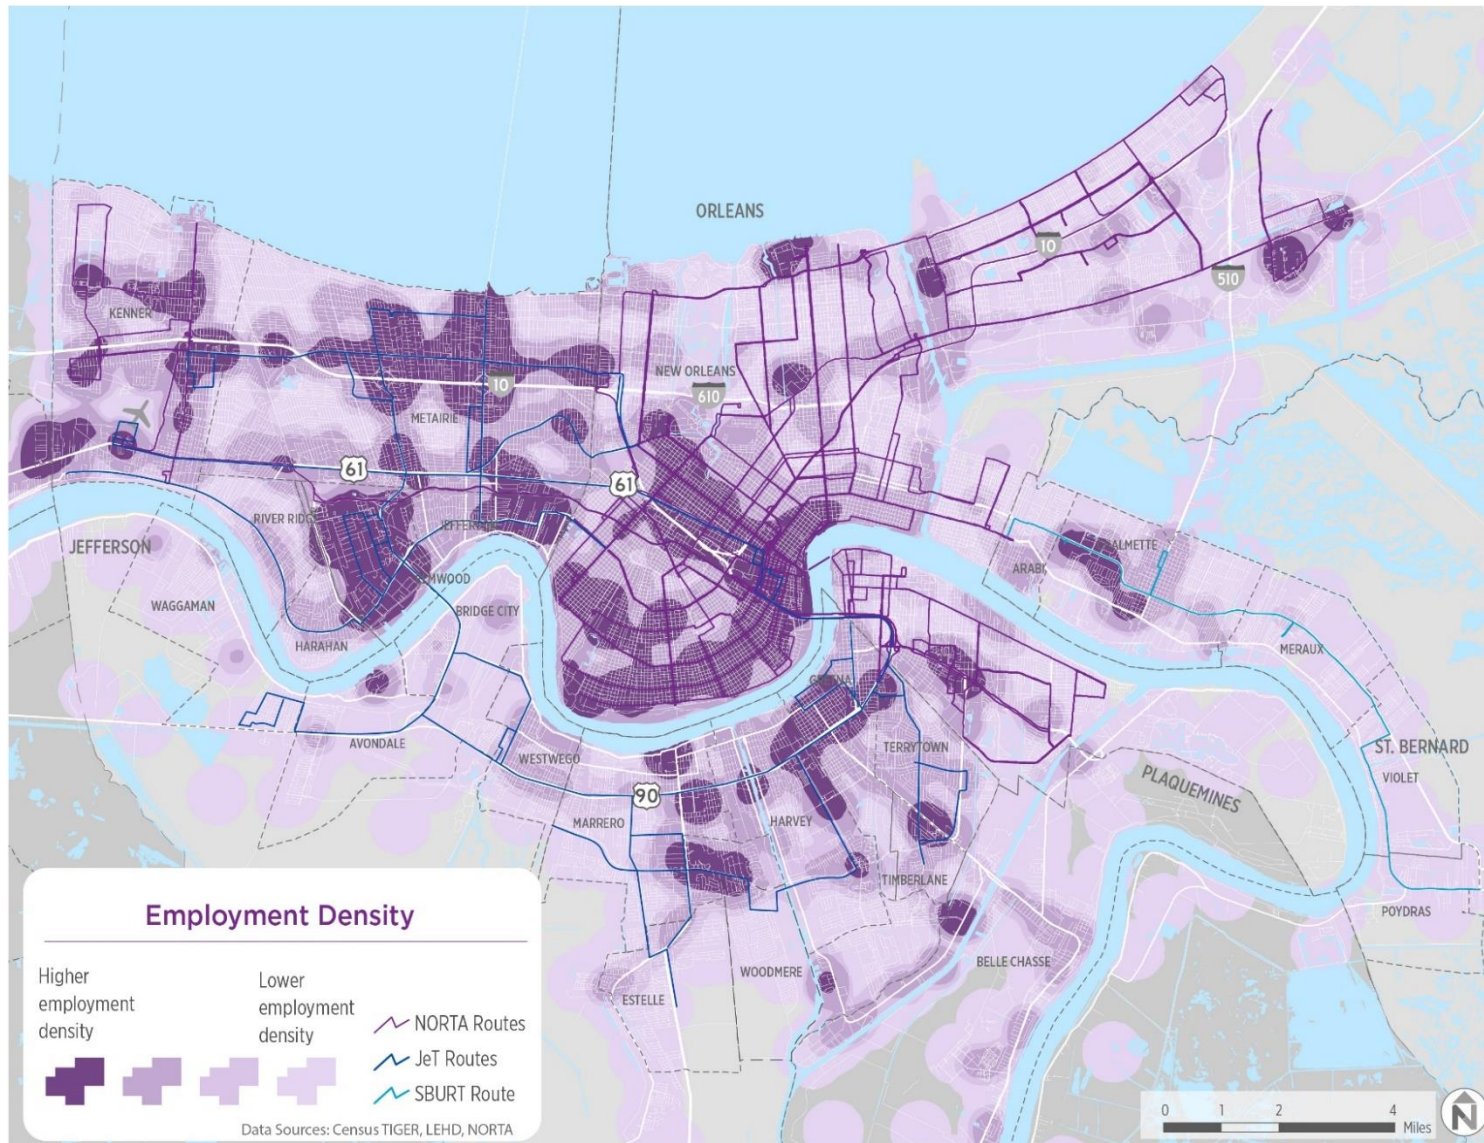 ORLEANS
10
510
KENNER
NEW ORLEANS
10
610
METAIRIE
61
61
RIVER RIDGE
JEFFERSON
JEFFERSON
ELMWOOD
ARABI
WAGGAMAN
BRIDGE CITY
HARAHAN
MERAUX
GRETNA
AVONDALE
WESTWEGO
TERRYTOWN
ST. BERNARD
VIOLET
PLAQUEMINES
90
MARRERO
HARVEY
TIMBERLANE
POYDRAS
BELLE CHASSE
WOODMERE
ESTELLE
Employment Density
Higher
employment
density
Lower
employment
density
NORTA Routes
JeT Routes
SBURT Route
Data Sources: Census TIGER, LEHD, NORTA
0 1 2 4
Miles
N